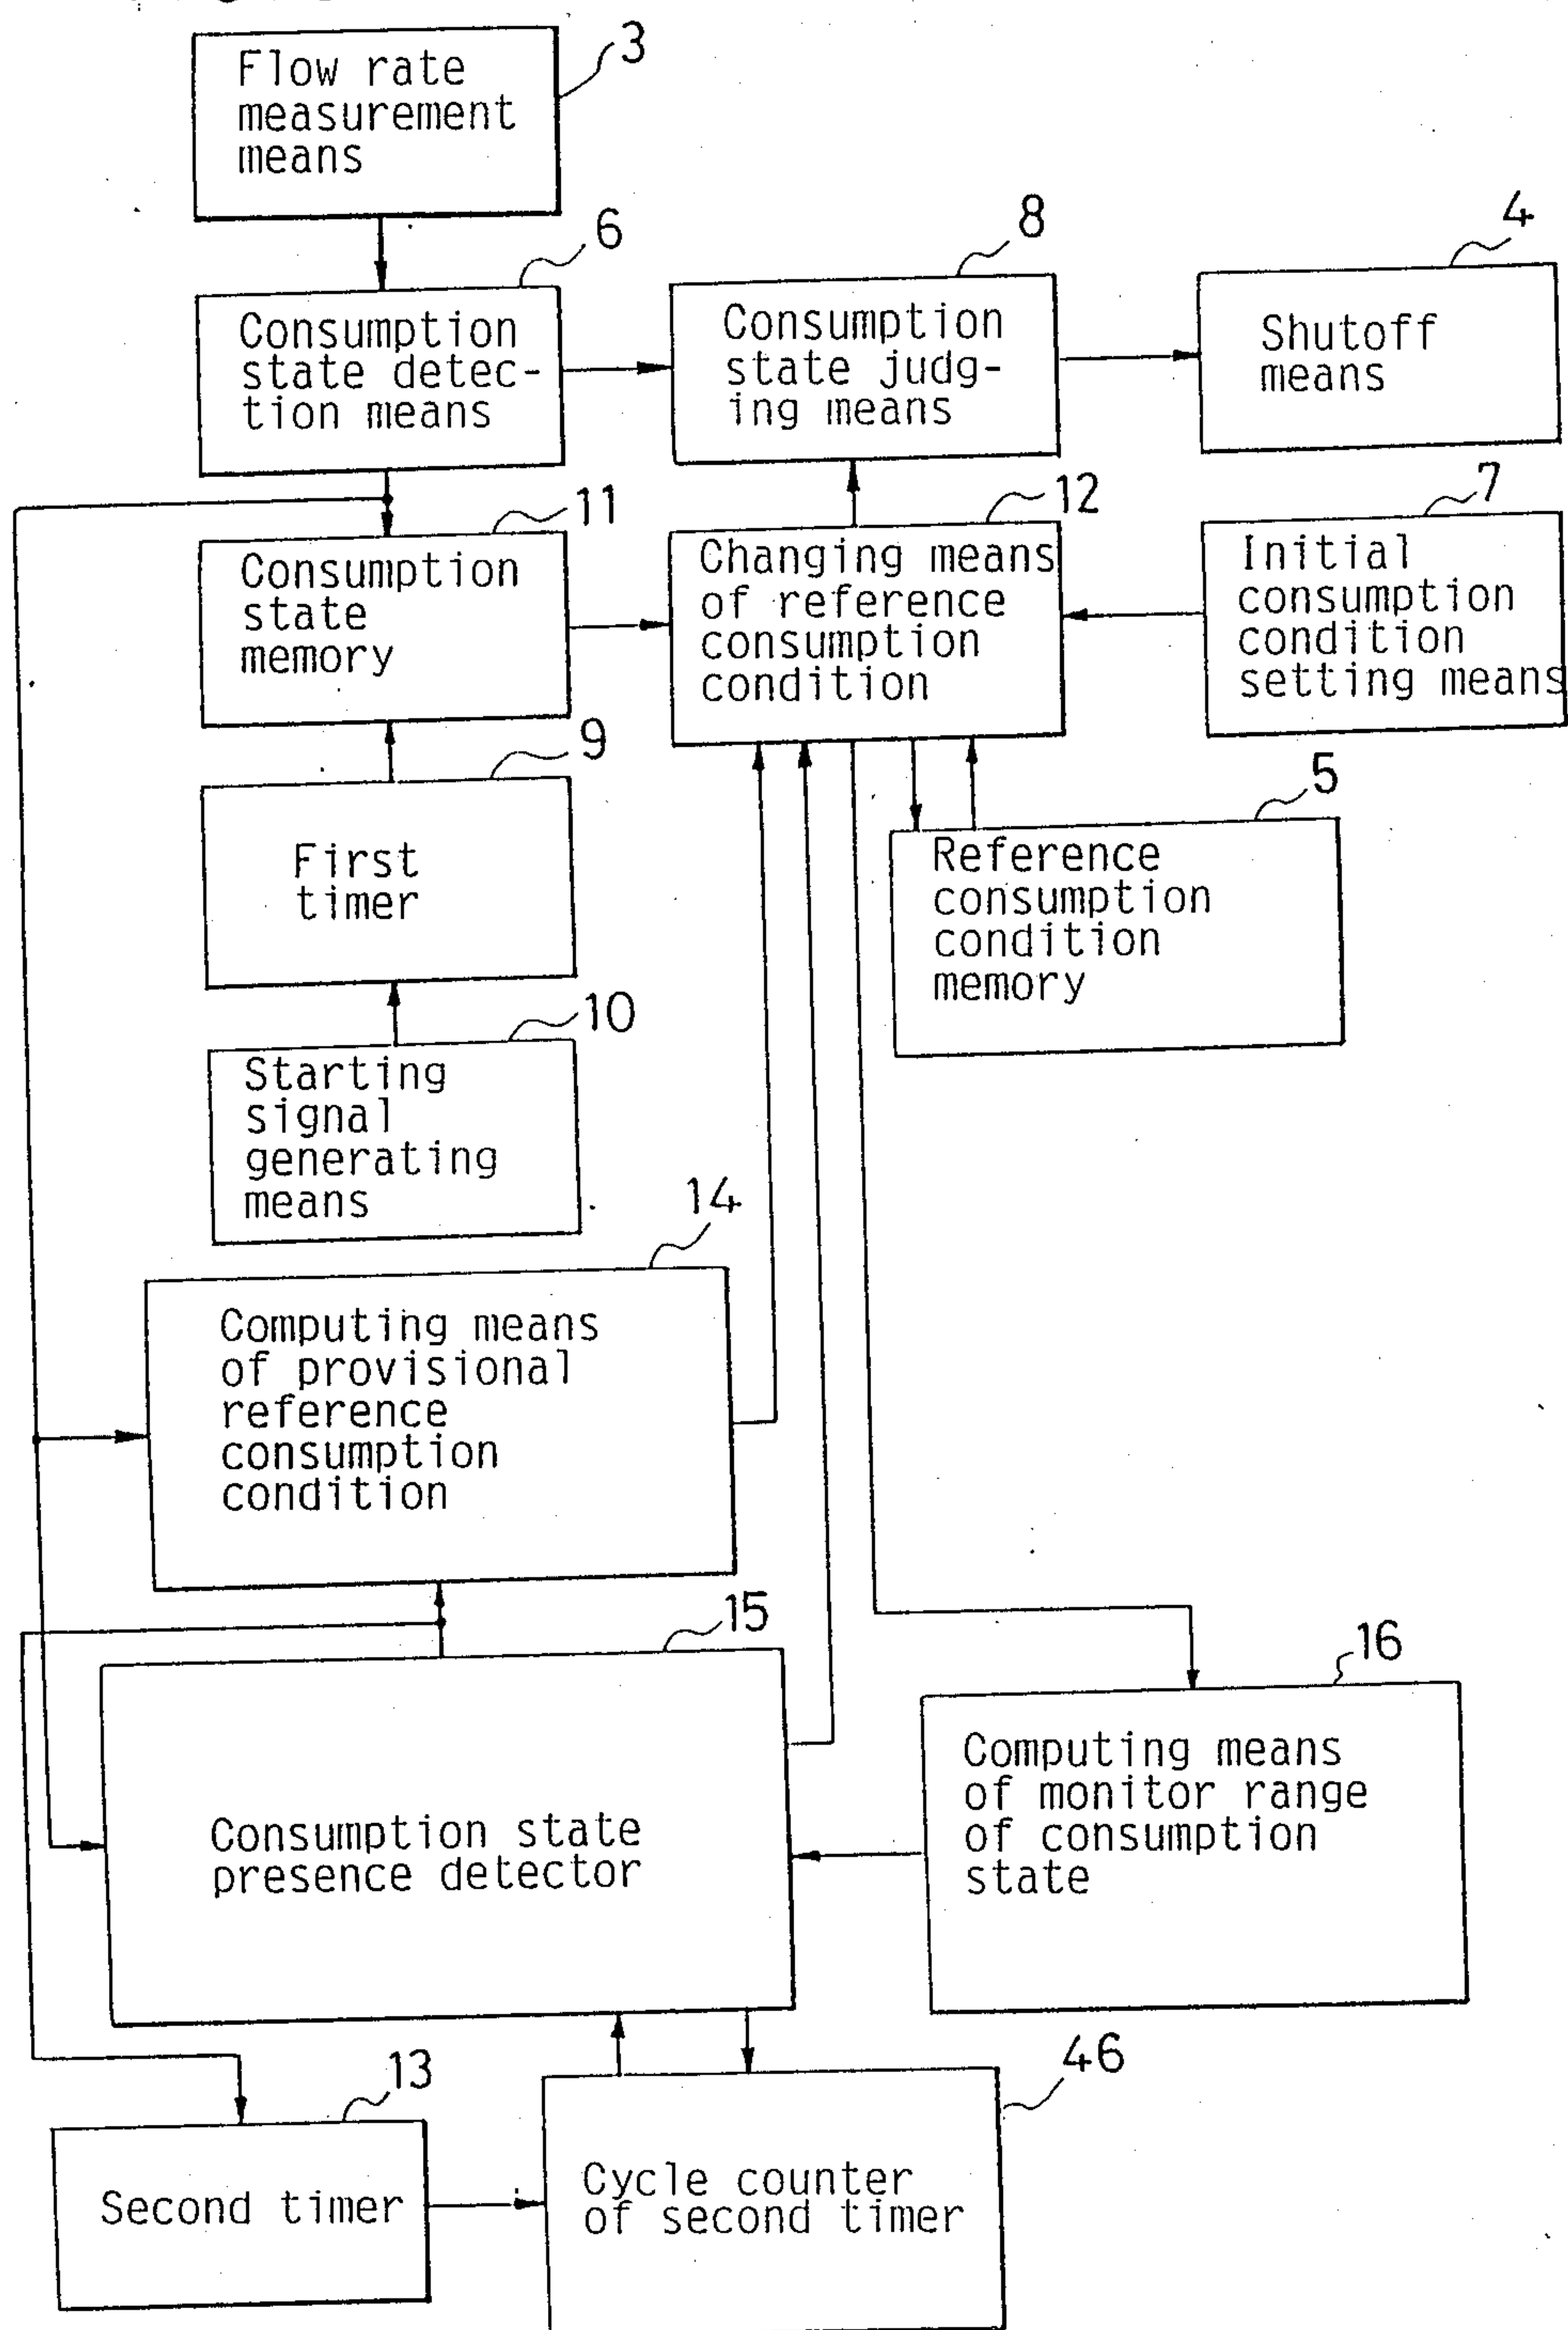 3
Flow rate
measurement
means
6
Consumption
state detec-
tion means
8
Consumption
state judg-
ing means
4
Shutoff
means
11
Consumption
state
memory
12
Changing means
of reference
consumption
condition
7
Initial
consumption
condition
setting means
9
First
timer
5
Reference
consumption
condition
memory
10
Starting
signal
generating
means
14
Computing means
of provisional
reference
consumption
condition
15
Consumption state
presence detector
16
Computing means
of monitor range
of consumption
state
13
Second timer
46
Cycle counter
of second timer